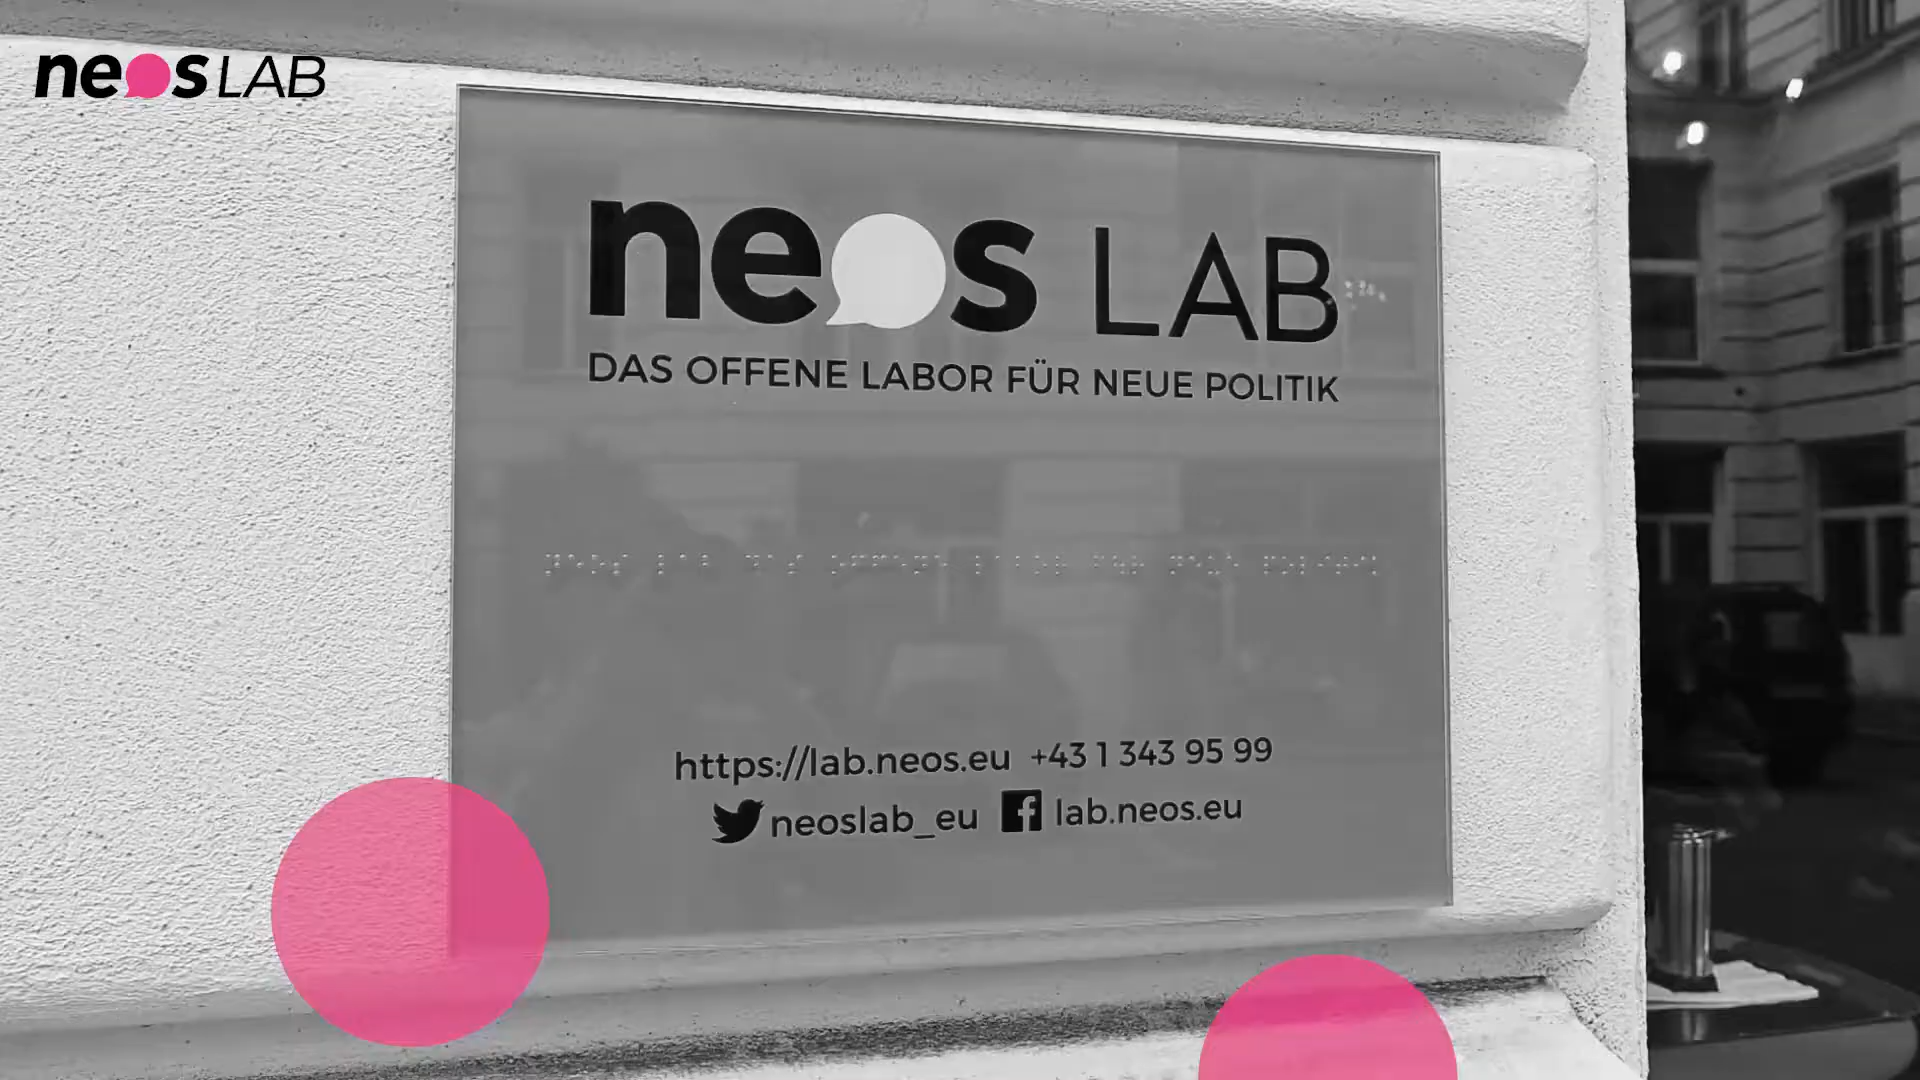 neos LAB
neos LAB
DAS OFFENE LABOR FÜR NEUE POLITIK
https://lab.neos.eu +43 1 343 95 99
neoslab_eu lab.neos.eu